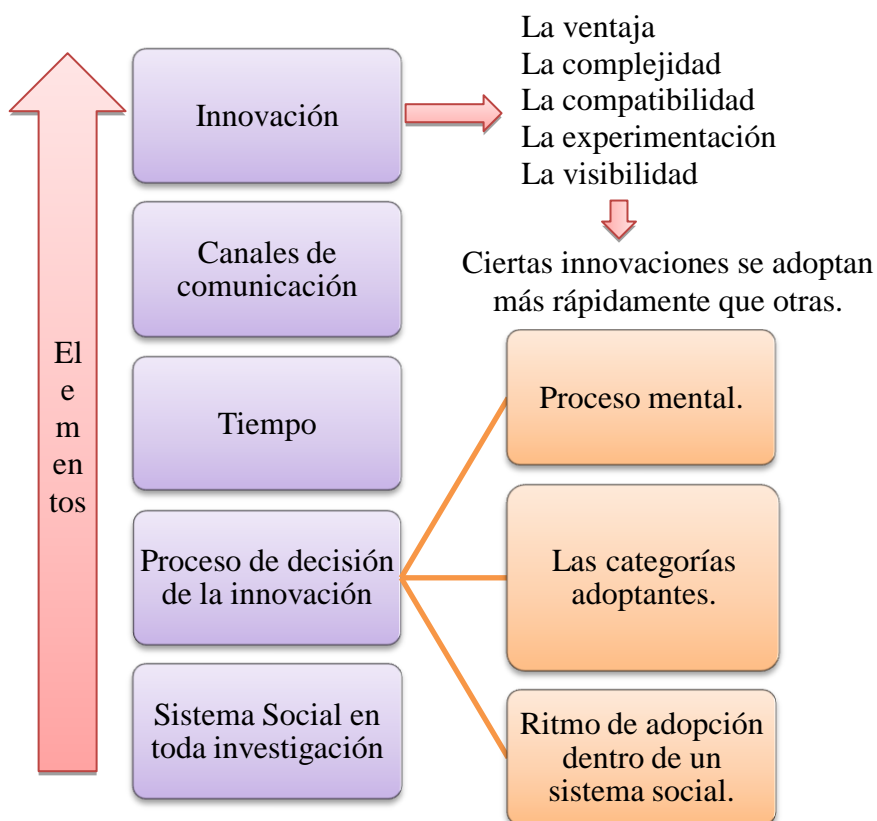 El
e
m
en
tos
Innovación
La ventaja
La complejidad
La compatibilidad
La experimentación
La visibilidad
Ciertas innovaciones se adoptan
más rápidamente que otras.
Canales de
comunicación
Tiempo
Proceso de decisión
de la innovación
Proceso mental.
Las categorías
adoptantes.
Ritmo de adopción
dentro de un
sistema social.
Sistema Social en
toda investigación